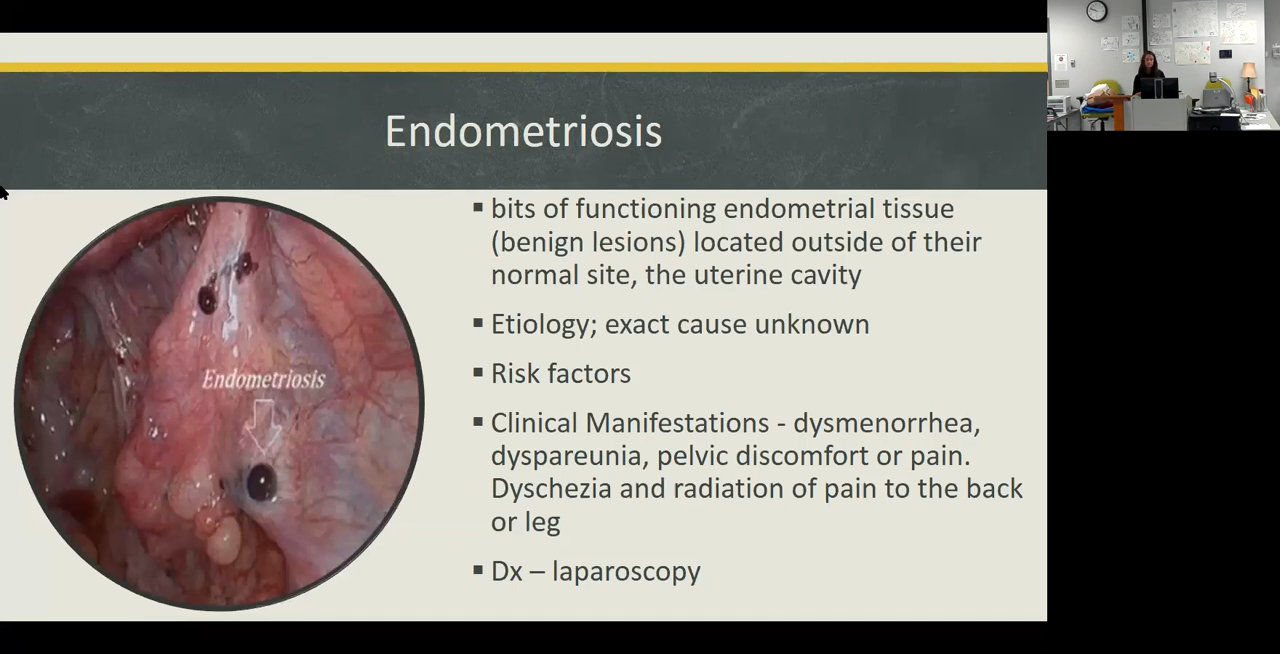 Endometriosis
▪ bits of functioning endometrial tissue
(benign lesions) located outside of their
normal site, the uterine cavity
▪ Etiology; exact cause unknown
▪ Risk factors
Endometriosis
▪ Clinical Manifestations - dysmenorrhea,
dyspareunia, pelvic discomfort or pain.
Dyschezia and radiation of pain to the back
or leg
▪ Dx – laparoscopy